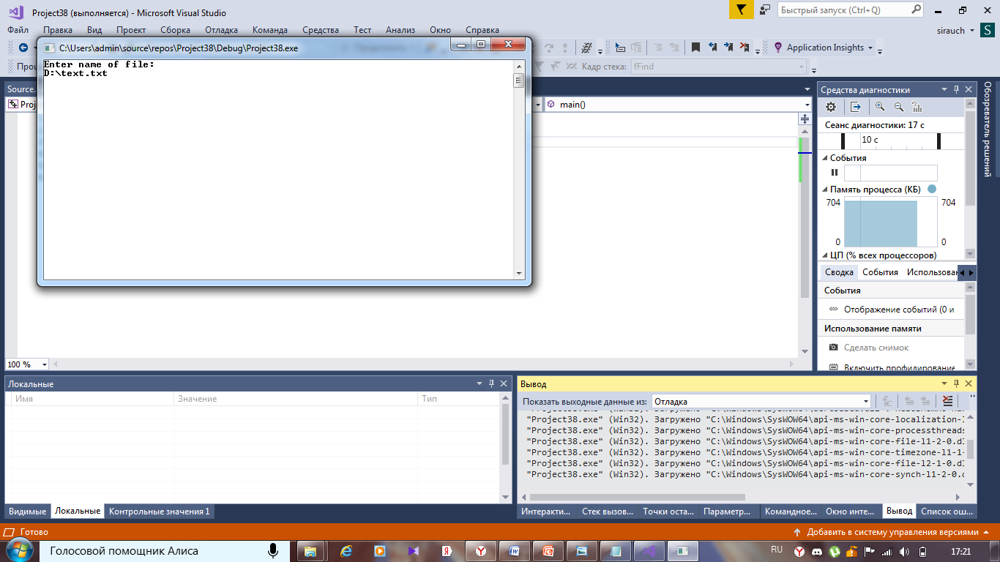 Project38 (выполняется) - Microsoft Visual Studio
Быстрый запуск (Ctrl+Q)
Файл Правка Вид Проект Сборка Отладка Команда Средства Тест Анализ Окно Справка
sirauch S
C:\Users\admin\source\repos\Project38\Debug\Project38.exe
Application Insights
Enter name of file:
D:\text.txt
Кадр стека: fFind
Source.
Proj
main()
Обозреватель решений
Средства диагностики
Сеанс диагностики: 17 с
10 с
События
Память процесса (КБ)
704 704
0 0
ЦП (% всех процессоров)
Сводка События Использован
События
Отображение событий (0 и
Использование памяти
Сделать снимок
Включить профилирование
100 %
Локальные
Имя Значение Тип
Видимые Локальные Контрольные значения 1
Вывод
Показать выходные данные из: Отладка
"Project38.exe" (Win32). Загружено "C:\Windows\SysWOW64\api-ms-win-core-localization-l
"Project38.exe" (Win32). Загружено "C:\Windows\SysWOW64\api-ms-win-core-processthreads
"Project38.exe" (Win32). Загружено "C:\Windows\SysWOW64\api-ms-win-core-file-l1-2-0.dl
"Project38.exe" (Win32). Загружено "C:\Windows\SysWOW64\api-ms-win-core-timezone-l1-1-
"Project38.exe" (Win32). Загружено "C:\Windows\SysWOW64\api-ms-win-core-file-l2-1-0.dl
"Project38.exe" (Win32). Загружено "C:\Windows\SysWOW64\api-ms-win-core-synch-l1-2-0.d
Интеракти... Стек вызов... Точки оста... Параметр... Командное... Окно инте... Вывод Список ош...
Готово
Добавить в систему управления версиями
Голосовой помощник Алиса
RU
17:21